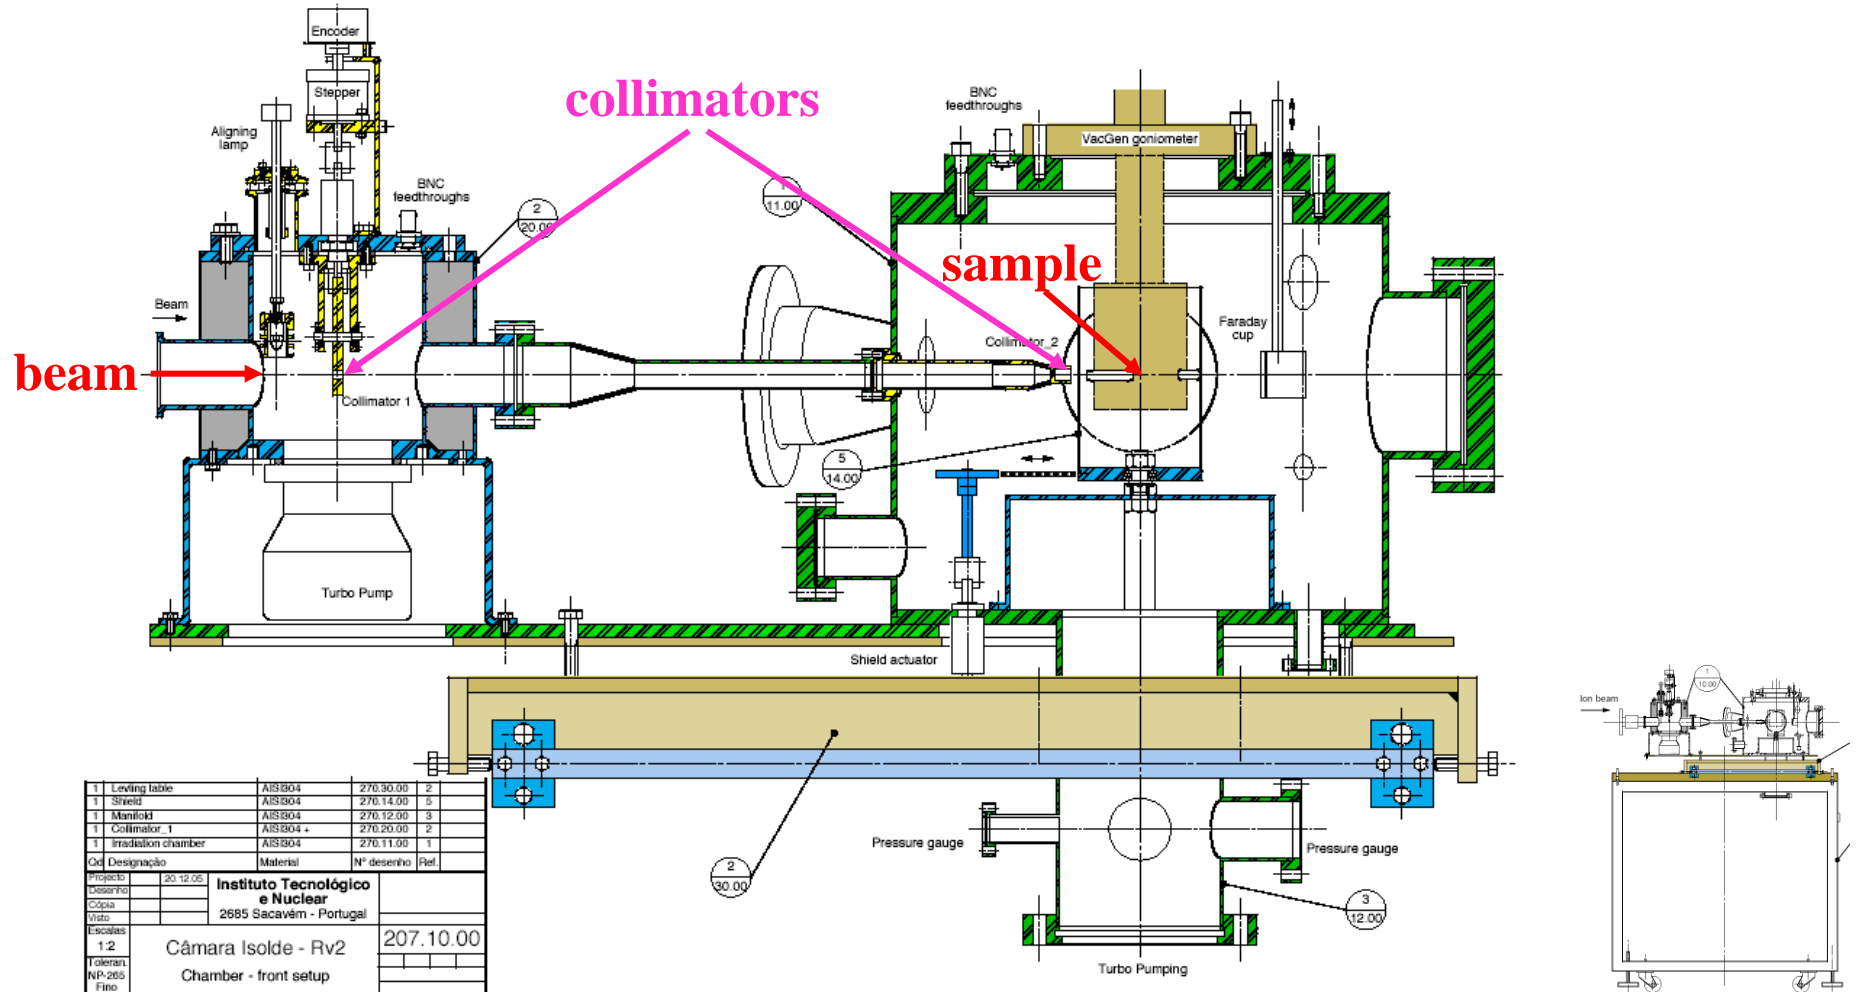 Encoder
Stepper
Aligning
lamp
BNC
feedthroughs
2
20.00
Beam
beam
Collimator 1
Turbo Pump
collimators
1
11.00
BNC
feedthroughs
VacGen goniometer
sample
Collimator_2
Faraday
cup
5
14.00
Shield actuator
2
30.00
Pressure gauge
Pressure gauge
3
12.00
Turbo Pumping
Ion beam
1
10.00
1 Levling table AISI304 270.30.00 2
1 Shield AISI304 270.14.00 5
1 Manifold AISI304 270.12.00 3
1 Collimator_1 AISI304 + 270.20.00 2
1 Irradiation chamber AISI304 270.11.00 1
Qd Designação Material Nº desenho Ref.
Projecto 20.12.05
Desenho
Cópia
Visto
Instituto Tecnológico
e Nuclear
2685 Sacavém - Portugal
Escalas
1:2
Toleran.
NP-265
Fino
Câmara Isolde - Rv2
Chamber - front setup
207.10.00